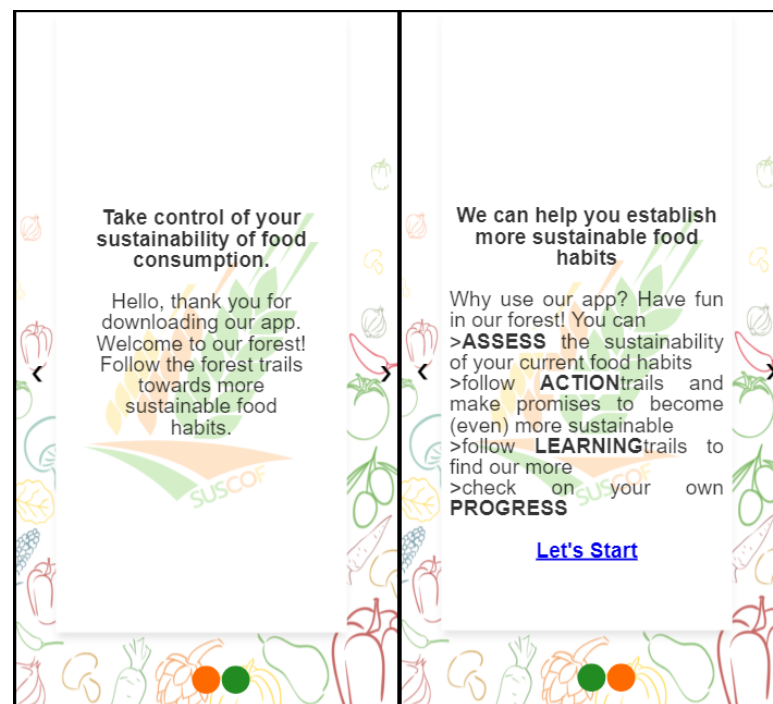 Take control of your
sustainability of food
consumption.
Hello, thank you for
downloading our app.
Welcome to our forest!
Follow the forest trails
towards more
sustainable food
habits.
SUSCOF
We can help you establish
more sustainable food
habits
Why use our app? Have fun
in our forest! You can
>ASSESS the sustainability
of your current food habits
>follow ACTIONtrails and
make promises to become
(even) more sustainable
>follow LEARNINGtrails to
find our more
>check on your own
PROGRESS
SUSCOF
Let's Start